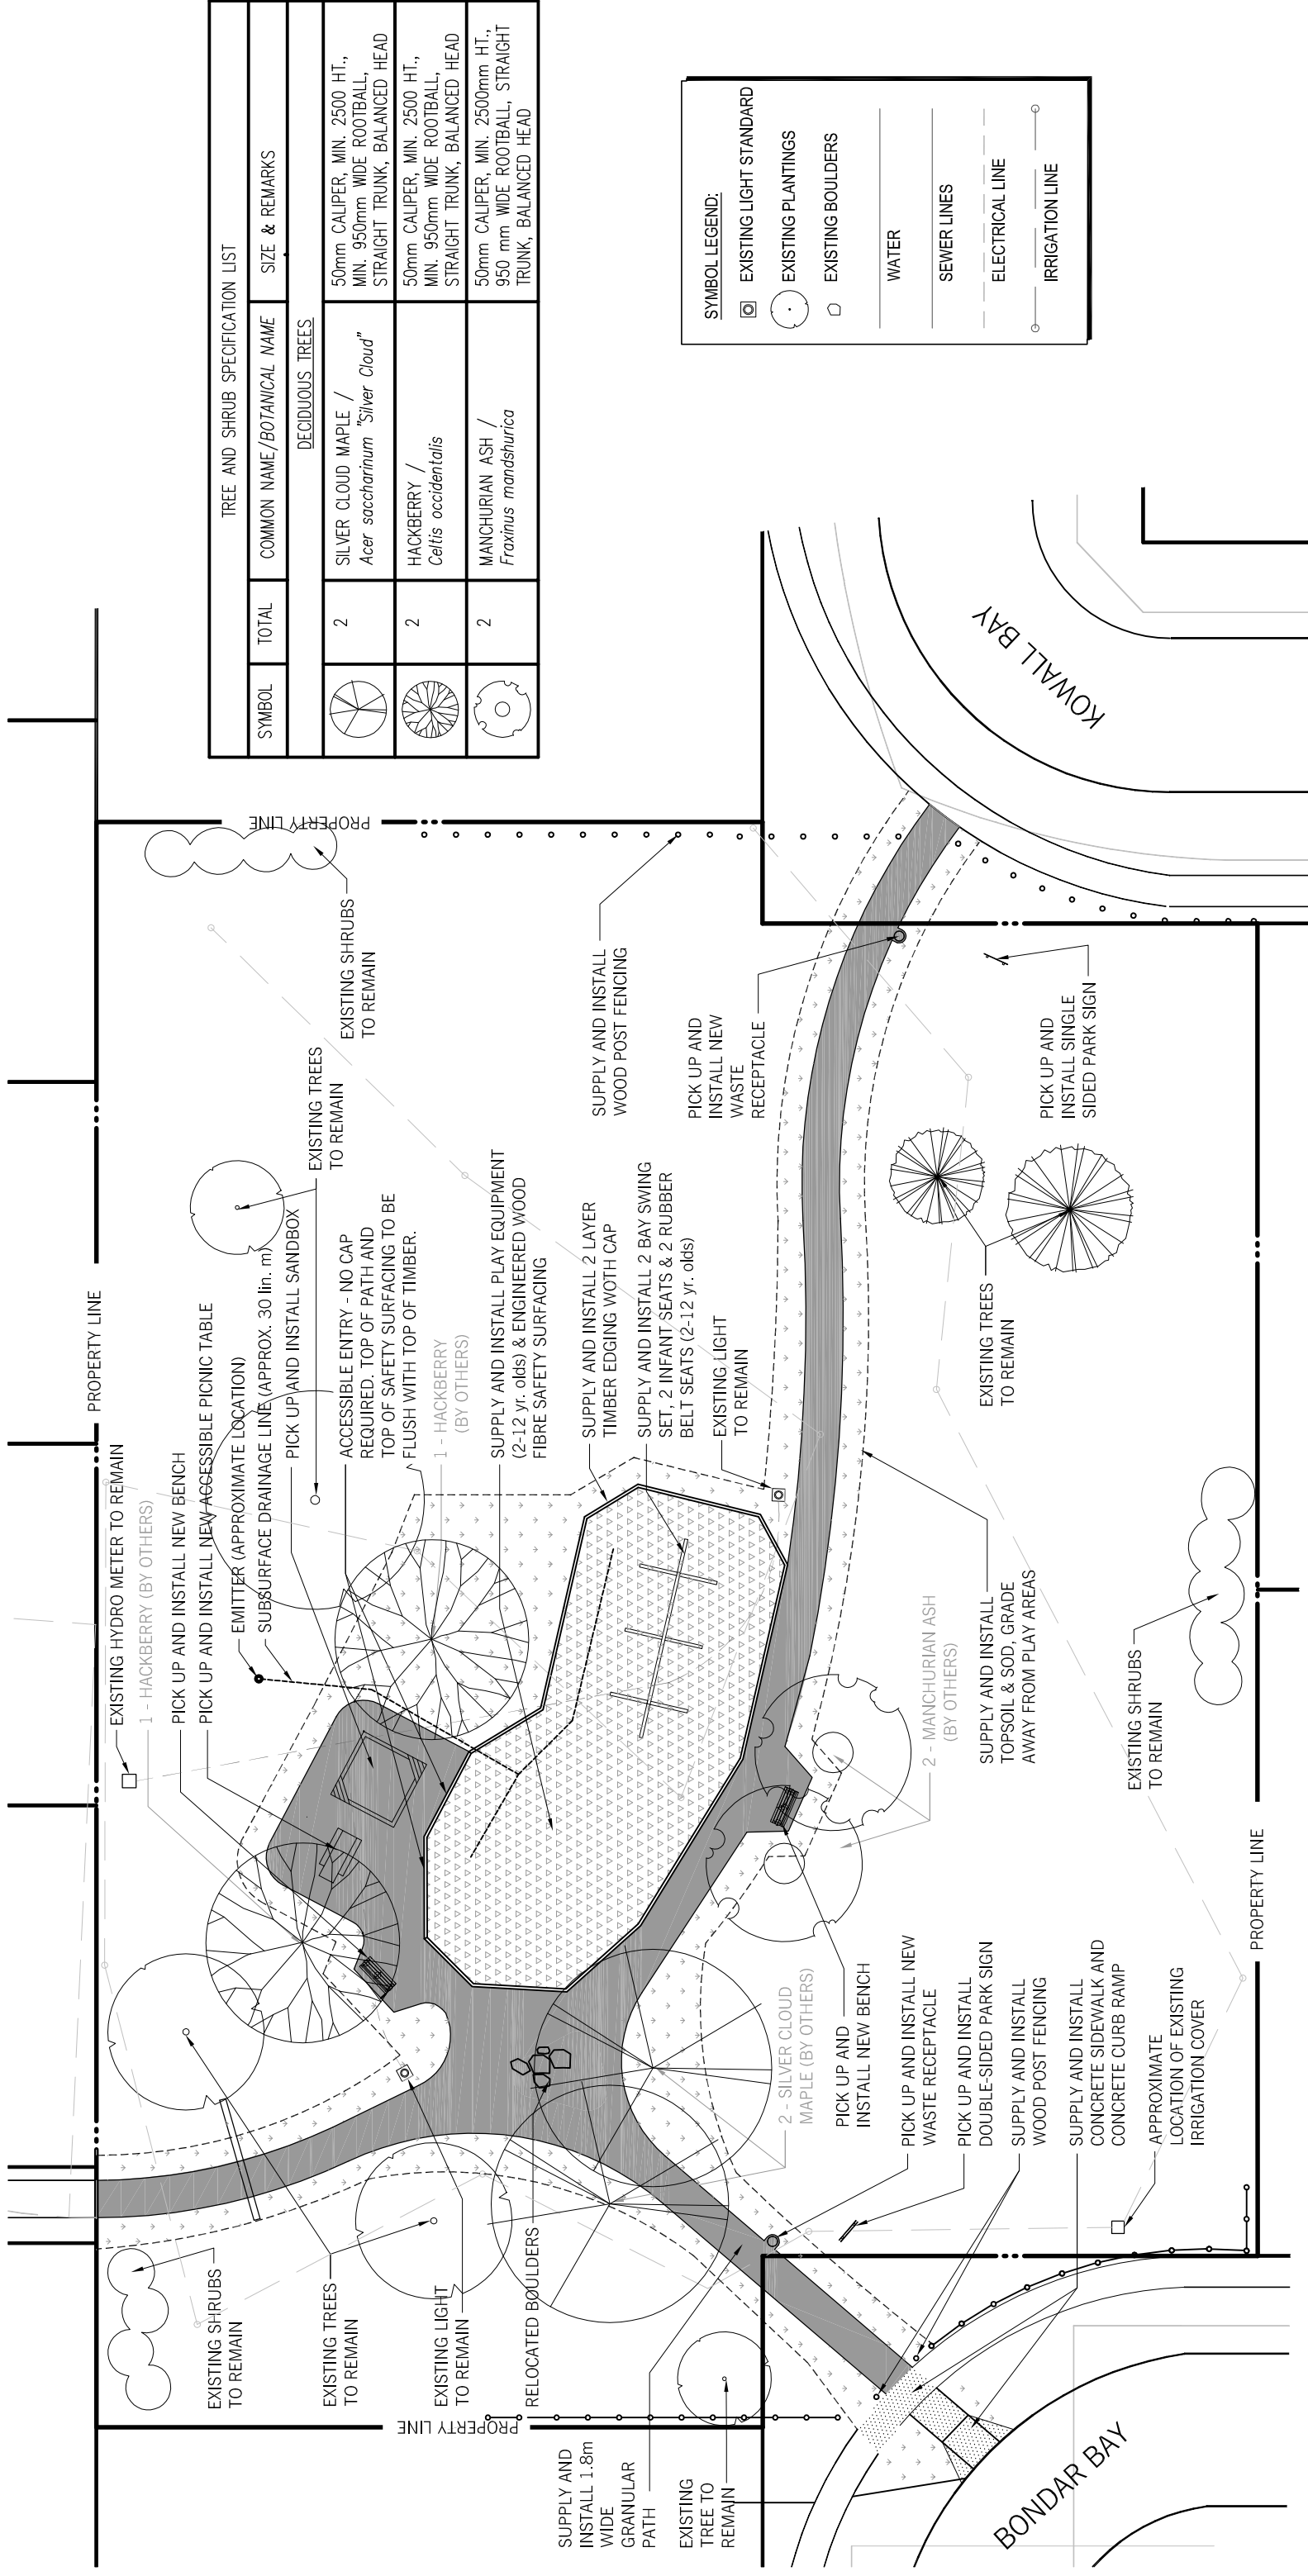 TREE AND SHRUB SPECIFICATION LIST
SYMBOL TOTAL COMMON NAME/BOTANICAL NAME SIZE & REMARKS
DECIDUOUS TREES
2 SILVER CLOUD MAPLE / 50mm CALIPER, MIN. 2500 HT.,
Acer saccharinum "Silver Cloud" MIN. 950mm WIDE ROOTBALL,
STRAIGHT TRUNK, BALANCED HEAD
2 HACKBERRY / 50mm CALIPER, MIN. 2500 HT.,
Celtis occidentalis MIN. 950mm WIDE ROOTBALL,
STRAIGHT TRUNK, BALANCED HEAD
2 MANCHURIAN ASH / 50mm CALIPER, MIN. 2500mm HT.,
Fraxinus mandshurica 950 mm WIDE ROOTBALL, STRAIGHT
TRUNK, BALANCED HEAD
SYMBOL LEGEND:
EXISTING LIGHT STANDARD
EXISTING PLANTINGS
EXISTING BOULDERS
WATER
SEWER LINES
ELECTRICAL LINE
IRRIGATION LINE
PROPERTY LINE
EXISTING HYDRO METER TO REMAIN
1 - HACKBERRY (BY OTHERS)
PICK UP AND INSTALL NEW BENCH
PICK UP AND INSTALL NEW ACCESSIBLE PICNIC TABLE
EMITTER (APPROXIMATE LOCATION)
SUBSURFACE DRAINAGE LINE (APPROX. 30 lin. m)
PICK UP AND INSTALL SANDBOX
EXISTING TREES
TO REMAIN
ACCESSIBLE ENTRY - NO CAP
REQUIRED. TOP OF PATH AND
TOP OF SAFETY SURFACING TO BE
FLUSH WITH TOP OF TIMBER.
1 - HACKBERRY
(BY OTHERS)
SUPPLY AND INSTALL PLAY EQUIPMENT
(2-12 yr. olds) & ENGINEERED WOOD
FIBRE SAFETY SURFACING
SUPPLY AND INSTALL 2 LAYER
TIMBER EDGING WOTH CAP
SUPPLY AND INSTALL 2 BAY SWING
SET, 2 INFANT SEATS & 2 RUBBER
BELT SEATS (2-12 yr. olds)
EXISTING LIGHT
TO REMAIN
PROPERTY LINE
EXISTING SHRUBS
TO REMAIN
SUPPLY AND INSTALL
WOOD POST FENCING
PICK UP AND
INSTALL NEW
WASTE
RECEPTACLE
PICK UP AND
INSTALL SINGLE
SIDED PARK SIGN
KOWALL BAY
EXISTING TREES
TO REMAIN
SUPPLY AND INSTALL
TOPSOIL & SOD, GRADE
AWAY FROM PLAY AREAS
2 - MANCHURIAN ASH
(BY OTHERS)
EXISTING SHRUBS
TO REMAIN
PROPERTY LINE
EXISTING SHRUBS
TO REMAIN
EXISTING TREES
TO REMAIN
EXISTING LIGHT
TO REMAIN
RELOCATED BOULDERS
PROPERTY LINE
SUPPLY AND
INSTALL 1.8m
WIDE
GRANULAR
PATH
EXISTING
TREE TO
REMAIN
2 - SILVER CLOUD
MAPLE (BY OTHERS)
PICK UP AND
INSTALL NEW BENCH
PICK UP AND INSTALL NEW
WASTE RECEPTACLE
PICK UP AND INSTALL
DOUBLE-SIDED PARK SIGN
SUPPLY AND INSTALL
WOOD POST FENCING
SUPPLY AND INSTALL
CONCRETE SIDEWALK AND
CONCRETE CURB RAMP
APPROXIMATE
LOCATION OF EXISTING
IRRIGATION COVER
BONDAR BAY